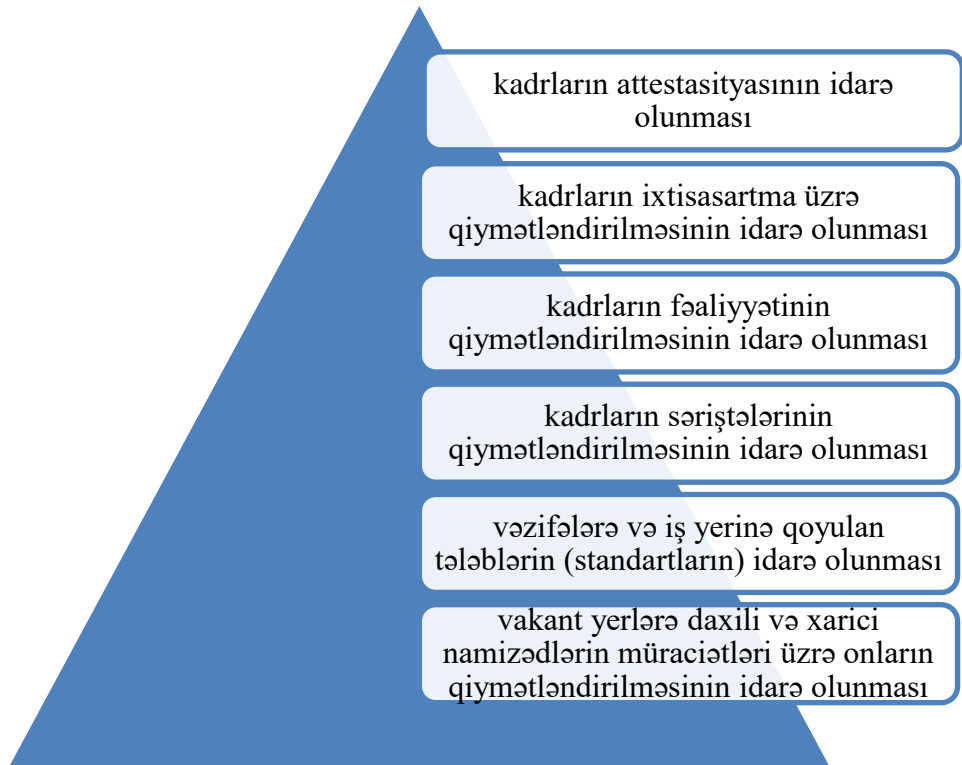 kadrların attestasityasının idarə
olunması
kadrların ixtisasartma üzrə
qiymətləndirilməsinin idarə olunması
kadrların fəaliyyətinin
qiymətləndirilməsinin idarə olunması
kadrların səriştələrinin
qiymətləndirilməsinin idarə olunması
vəzifələrə və iş yerinə qoyulan
tələblərin (standartların) idarə olunması
vakant yerlərə daxili və xarici
namizədlərin müraciətləri üzrə onların
qiymətləndirilməsinin idarə olunması